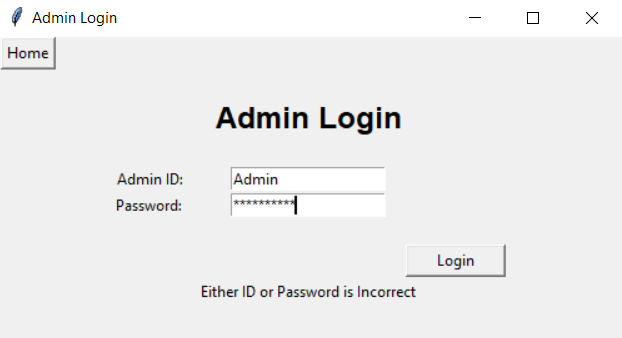 Admin Login
Home
Admin Login
Admin ID: Admin
Password: **********
Login
Either ID or Password is Incorrect